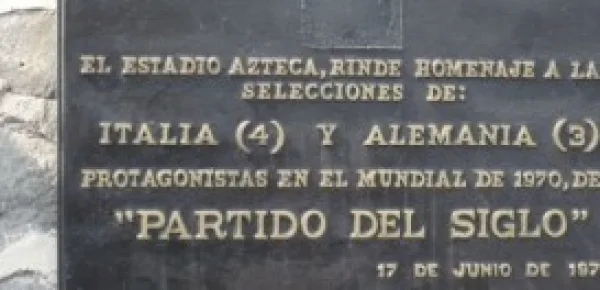 EL ESTADIO AZTECA, RINDE HOMENAJE A LA
SELECCIONES DE:
ITALIA (4) Y ALEMANIA (3)
PROTAGONISTAS EN EL MUNDIAL DE 1970, DE
"PARTIDO DEL SIGLO"
17 DE JUNIO DE 197